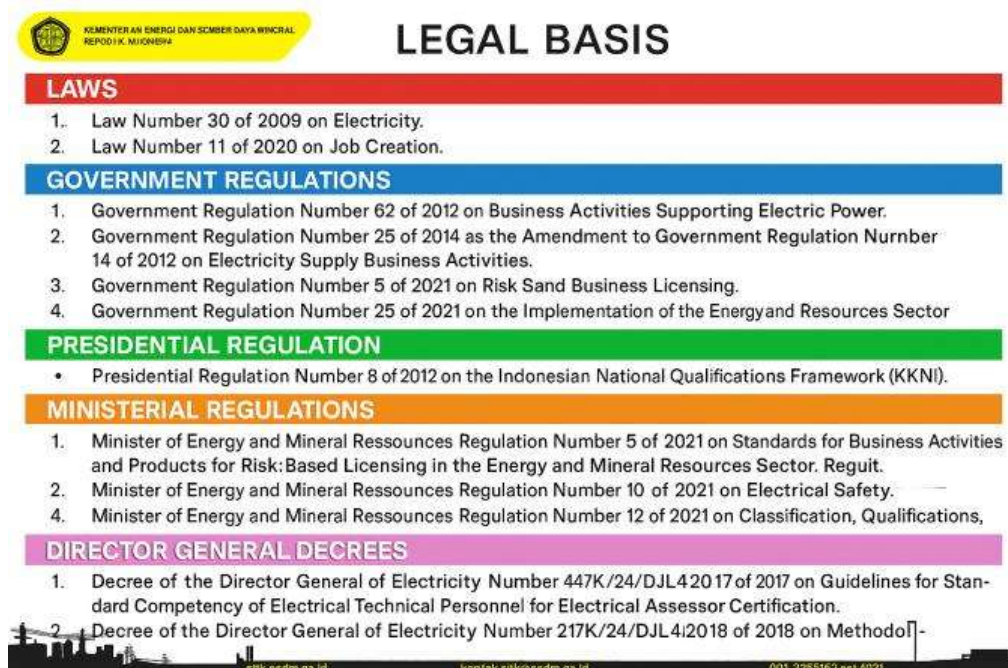 KEMENTER AN ENERGI DAN SCMBER DAYA WINCRAL
LEGAL BASIS
LAWS
1. Law Number 30 of 2009 on Electricity.
2. Law Number 11 of 2020 on Job Creation.
GOVERNMENT REGULATIONS
1. Government Regulation Number 62 of 2012 on Business Activities Supporting Electric Power.
2. Government Regulation Number 25 of 2014 as the Amendment to Government Regulation Nurnber
14 of 2012 on Electricity Supply Business Activities.
3. Government Regulation Number 5 of 2021 on Risk Sand Business Licensing.
4. Government Regulation Number 25 of 2021 on the Implementation of the Energyand Resources Sector
PRESIDENTIAL REGULATION
• Presidential Regulation Number 8 of 2012 on the Indonesian National Qualifications Framework (KKNI).
MINISTERIAL REGULATIONS
1. Minister of Energy and Mineral Ressources Regulation Number 5 of 2021 on Standards for Business Activities
and Products for Risk:Based Licensing in the Energy and Mineral Resources Sector. Reguit.
2. Minister of Energy and Mineral Ressources Regulation Number 10 of 2021 on Electrical Safety.
4. Minister of Energy and Mineral Ressources Regulation Number 12 of 2021 on Classification, Qualifications,
DIRECTOR GENERAL DECREES
1. Decree of the Director General of Electricity Number 447K/24/DJL42017 of 2017 on Guidelines for Stan-
dard Competency of Electrical Technical Personnel for Electrical Assessor Certification.
2. Decree of the Director General of Electricity Number 217K/24/DJL4/2018 of 2018 on Methodol-